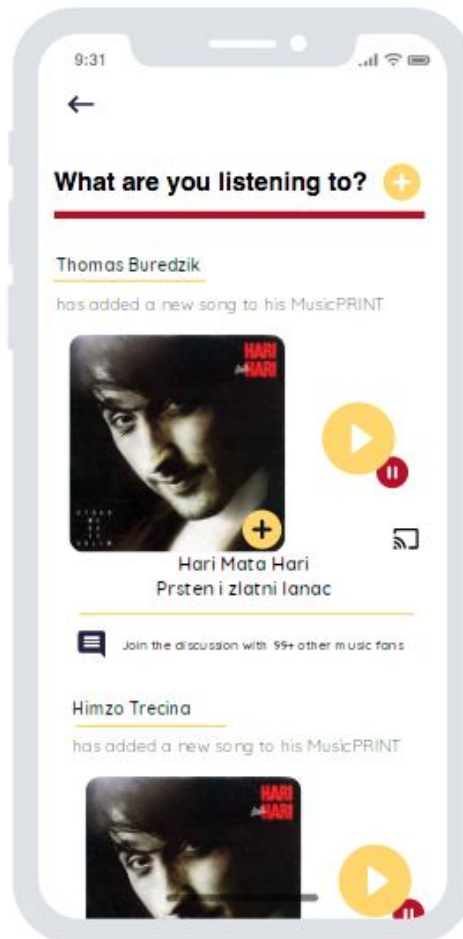 9:31
What are you listening to?
Thomas Buredzik
has added a new song to his MusicPRINT
HARI
mata HARI
Hari Mata Hari
Prsten i zlatni lanac
Join the discussion with 99+ other music fans
Himzo Trecina
has added a new song to his MusicPRINT
HARI
mata HARI